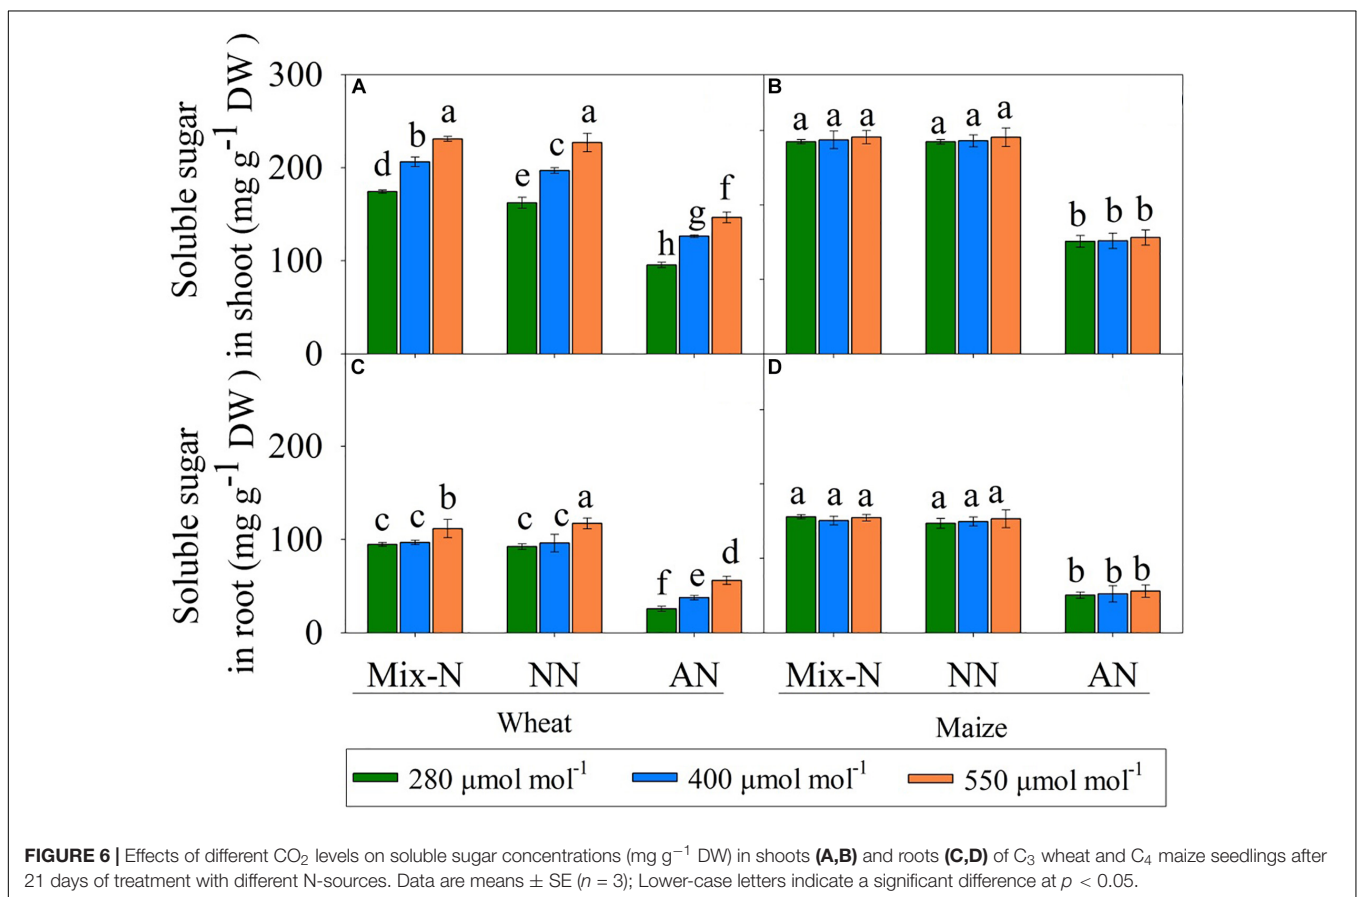 Soluble sugar
in shoot (mg g⁻¹ DW)
300
200
100
0
A
d
b
a
e
c
a
h
g
f
B
a
a
a
a
a
a
b
b
b
Soluble sugar
in root (mg g⁻¹ DW)
200
100
0
C
c
c
b
c
c
a
f
e
d
D
a
a
a
a
a
a
b
b
b
Mix-N NN AN Mix-N NN AN
Wheat Maize
280 μmol mol⁻¹ 400 μmol mol⁻¹ 550 μmol mol⁻¹
FIGURE 6 | Effects of different CO₂ levels on soluble sugar concentrations (mg g⁻¹ DW) in shoots (A,B) and roots (C,D) of C₃ wheat and C₄ maize seedlings after
21 days of treatment with different N-sources. Data are means ± SE (n = 3); Lower-case letters indicate a significant difference at p < 0.05.